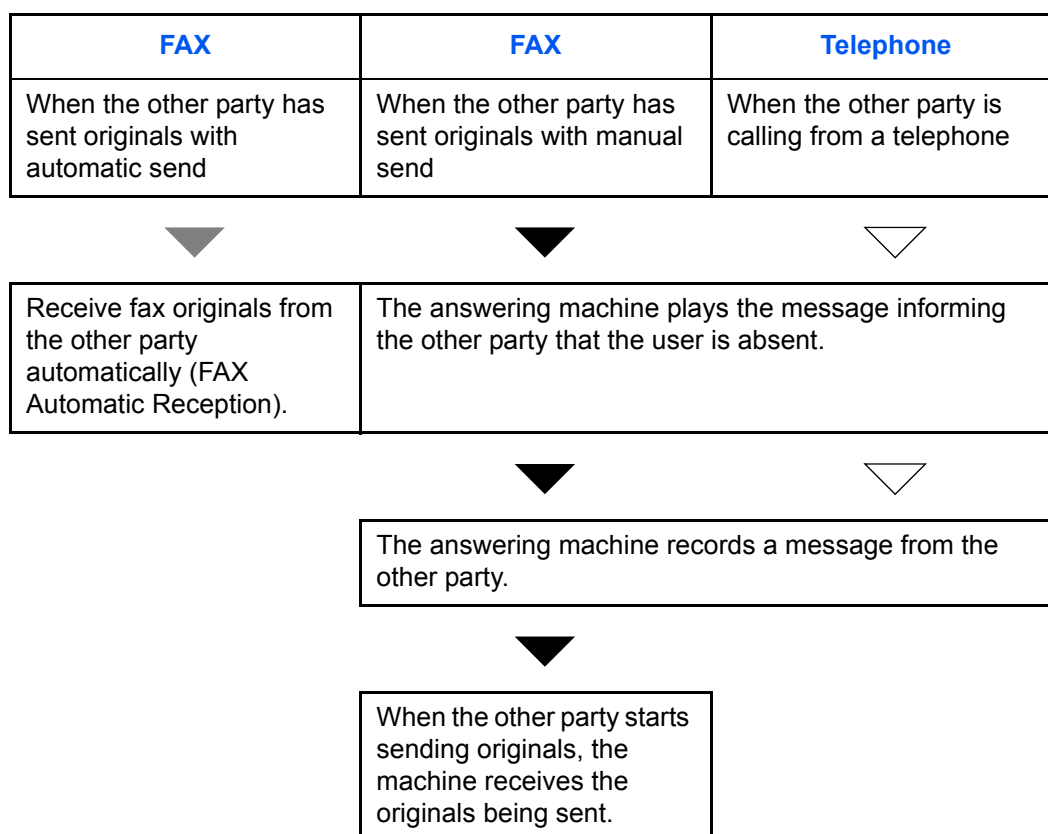 FAX
FAX
Telephone
When the other party has
sent originals with
automatic send
When the other party has
sent originals with manual
send
When the other party is
calling from a telephone
Receive fax originals from
the other party
automatically (FAX
Automatic Reception).
The answering machine plays the message informing
the other party that the user is absent.
The answering machine records a message from the
other party.
When the other party starts
sending originals, the
machine receives the
originals being sent.